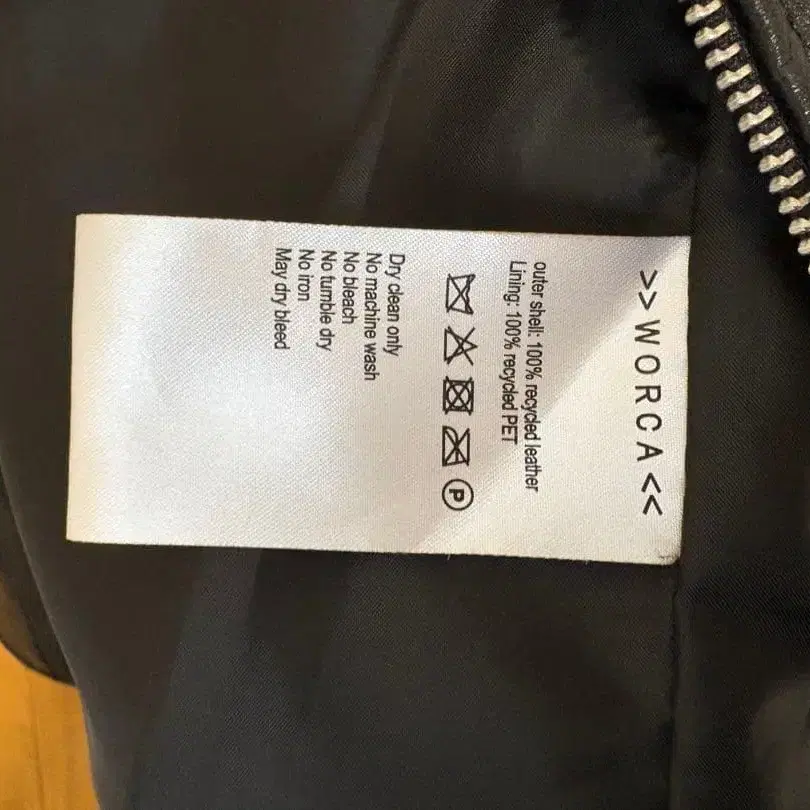 >>WORCA<<
outer shell: 100% recycled leather
Lining: 100% recycled PET
P
Dry clean only
No machine wash
No bleach
No tumble dry
No iron
May dry bleed